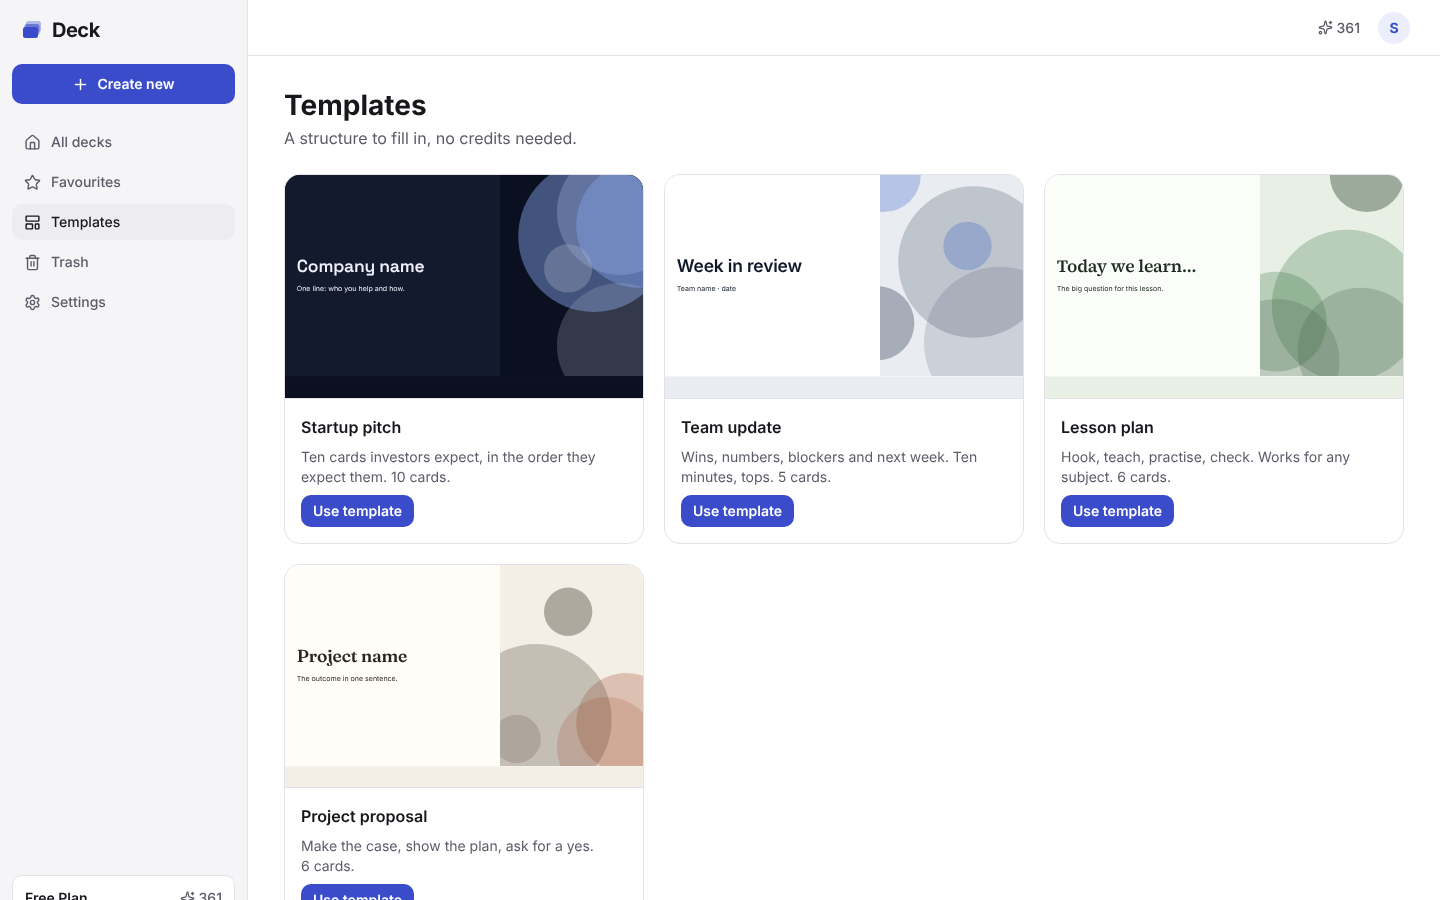 Deck
361
S
Create new
All decks
Favourites
Templates
Trash
Settings
Free Plan
361
Templates
A structure to fill in, no credits needed.
Company name
One line: who you help and how.
Startup pitch
Ten cards investors expect, in the order they
expect them. 10 cards.
Use template
Week in review
Team name · date
Team update
Wins, numbers, blockers and next week. Ten
minutes, tops. 5 cards.
Use template
Today we learn...
The big question for this lesson.
Lesson plan
Hook, teach, practise, check. Works for any
subject. 6 cards.
Use template
Project name
The outcome in one sentence.
Project proposal
Make the case, show the plan, ask for a yes.
6 cards.
Use template